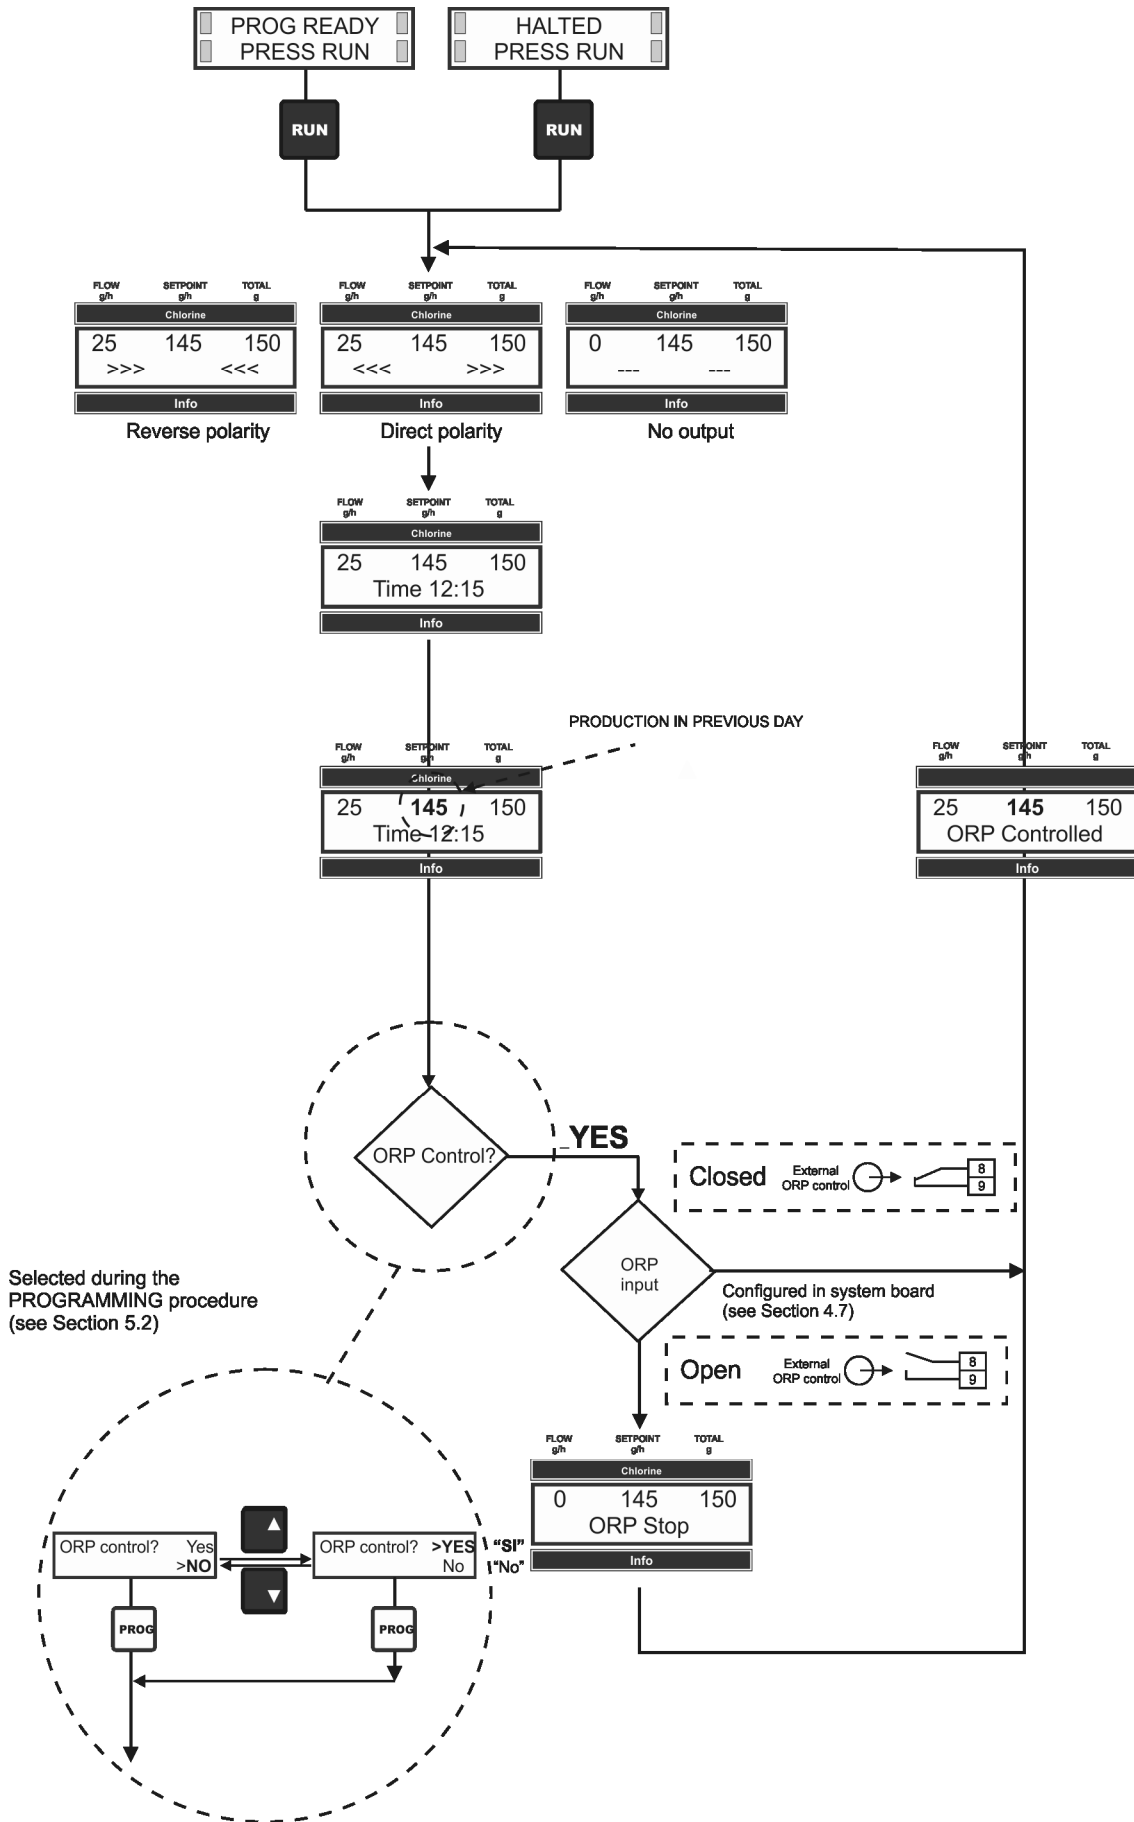 PROG READY
PRESS RUN
HALTED
PRESS RUN
RUN
RUN
FLOW g/h SETPOINT g/h TOTAL g
Chlorine
25 145 150
>>> <<<
Info
Reverse polarity
FLOW g/h SETPOINT g/h TOTAL g
Chlorine
25 145 150
<<< >>>
Info
Direct polarity
FLOW g/h SETPOINT g/h TOTAL g
Chlorine
0 145 150
--- ---
Info
No output
FLOW g/h SETPOINT g/h TOTAL g
Chlorine
25 145 150
Time 12:15
Info
PRODUCTION IN PREVIOUS DAY
FLOW g/h SETPOINT g/h TOTAL g
Chlorine
25 145 150
Time 12:15
Info
FLOW g/h SETPOINT g/h TOTAL g
25 145 150
ORP Controlled
Info
ORP Control?
_YES
Closed
External
ORP control
8
9
ORP
input
Configured in system board
(see Section 4.7)
Open
External
ORP control
8
9
Selected during the
PROGRAMMING procedure
(see Section 5.2)
FLOW g/h SETPOINT g/h TOTAL g
Chlorine
0 145 150
ORP Stop
Info
ORP control? Yes
>NO
ORP control? >YES
No
"SI"
"No"
PROG
PROG